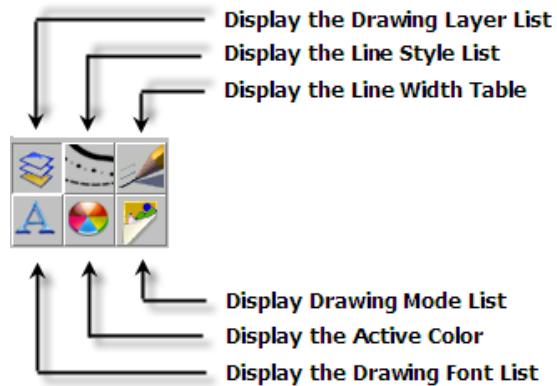 Display the Drawing Layer List
Display the Line Style List
Display the Line Width Table
Display Drawing Mode List
Display the Active Color
Display the Drawing Font List